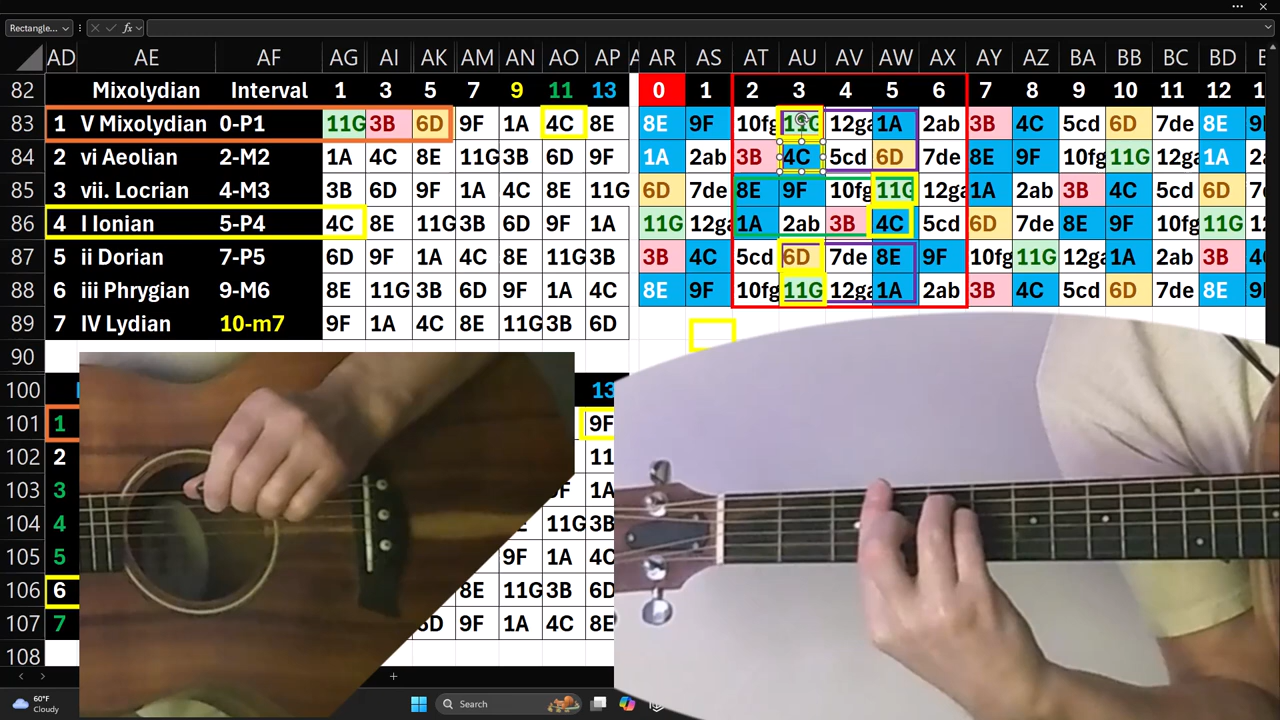 Rectangle...
fx
AD AE AF AG AI AK AM AN AO AP A AR AS AT AU AV AW AX AY AZ BA BB BC BD B
82 Mixolydian Interval 1 3 5 7 9 11 13 0 1 2 3 4 5 6 7 8 9 10 11 12 1
83 1 V Mixolydian 0-P1 11G 3B 6D 9F 1A 4C 8E 8E 9F 10fg 11G 12ga 1A 2ab 3B 4C 5cd 6D 7de 8E 9F
84 2 vi Aeolian 2-M2 1A 4C 8E 11G 3B 6D 9F 1A 2ab 3B 4C 5cd 6D 7de 8E 9F 10fg 11G 12ga 1A 2ab
85 3 vii. Locrian 4-M3 3B 6D 9F 1A 4C 8E 11G 6D 7de 8E 9F 10fg 11G 12ga 1A 2ab 3B 4C 5cd 6D 7de
86 4 I Ionian 5-P4 4C 8E 11G 3B 6D 9F 1A 11G 12ga 1A 2ab 3B 4C 5cd 6D 7de 8E 9F 10fg 11G 12
87 5 ii Dorian 7-P5 6D 9F 1A 4C 8E 11G 3B 3B 4C 5cd 6D 7de 8E 9F 10fg 11G 12ga 1A 2ab 3B 4C
88 6 iii Phrygian 9-M6 8E 11G 3B 6D 9F 1A 4C 8E 9F 10fg 11G 12ga 1A 2ab 3B 4C 5cd 6D 7de 8E 9F
89 7 IV Lydian 10-m7 9F 1A 4C 8E 11G 3B 6D
90
100 13
101 1 9F
102 2 11
103 3 1A
104 4 11G 3B
105 5 9F 1A 4C
106 6 8E 11G 3B 6D
107 7 6D 9F 1A 4C 8E
108
60°F
Cloudy
Search